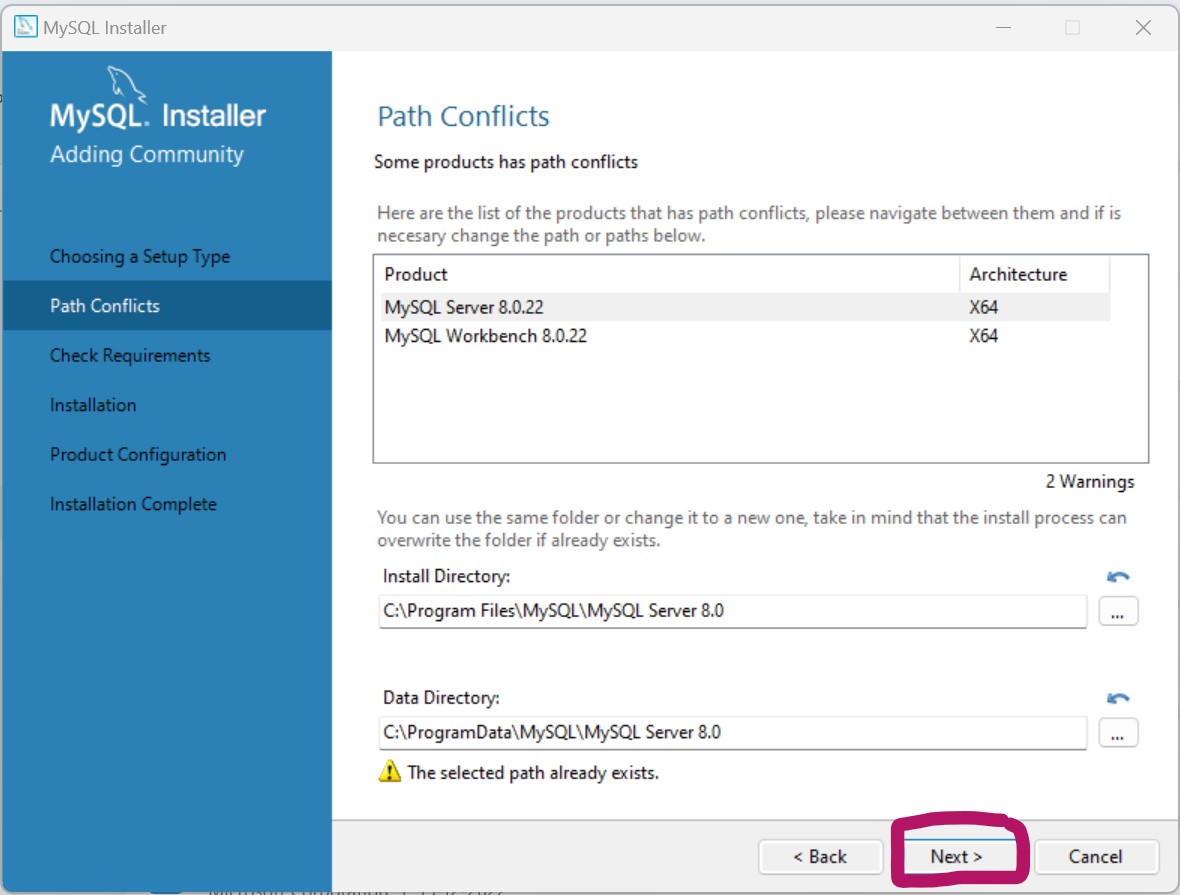 MySQL Installer
MySQL. Installer
Adding Community
Choosing a Setup Type
Path Conflicts
Check Requirements
Installation
Product Configuration
Installation Complete
Path Conflicts
Some products has path conflicts
Here are the list of the products that has path conflicts, please navigate between them and if is
necesary change the path or paths below.
Product Architecture
MySQL Server 8.0.22 X64
MySQL Workbench 8.0.22 X64
2 Warnings
You can use the same folder or change it to a new one, take in mind that the install process can
overwrite the folder if already exists.
Install Directory:
C:\Program Files\MySQL\MySQL Server 8.0
...
Data Directory:
C:\ProgramData\MySQL\MySQL Server 8.0
...
The selected path already exists.
< Back Next > Cancel